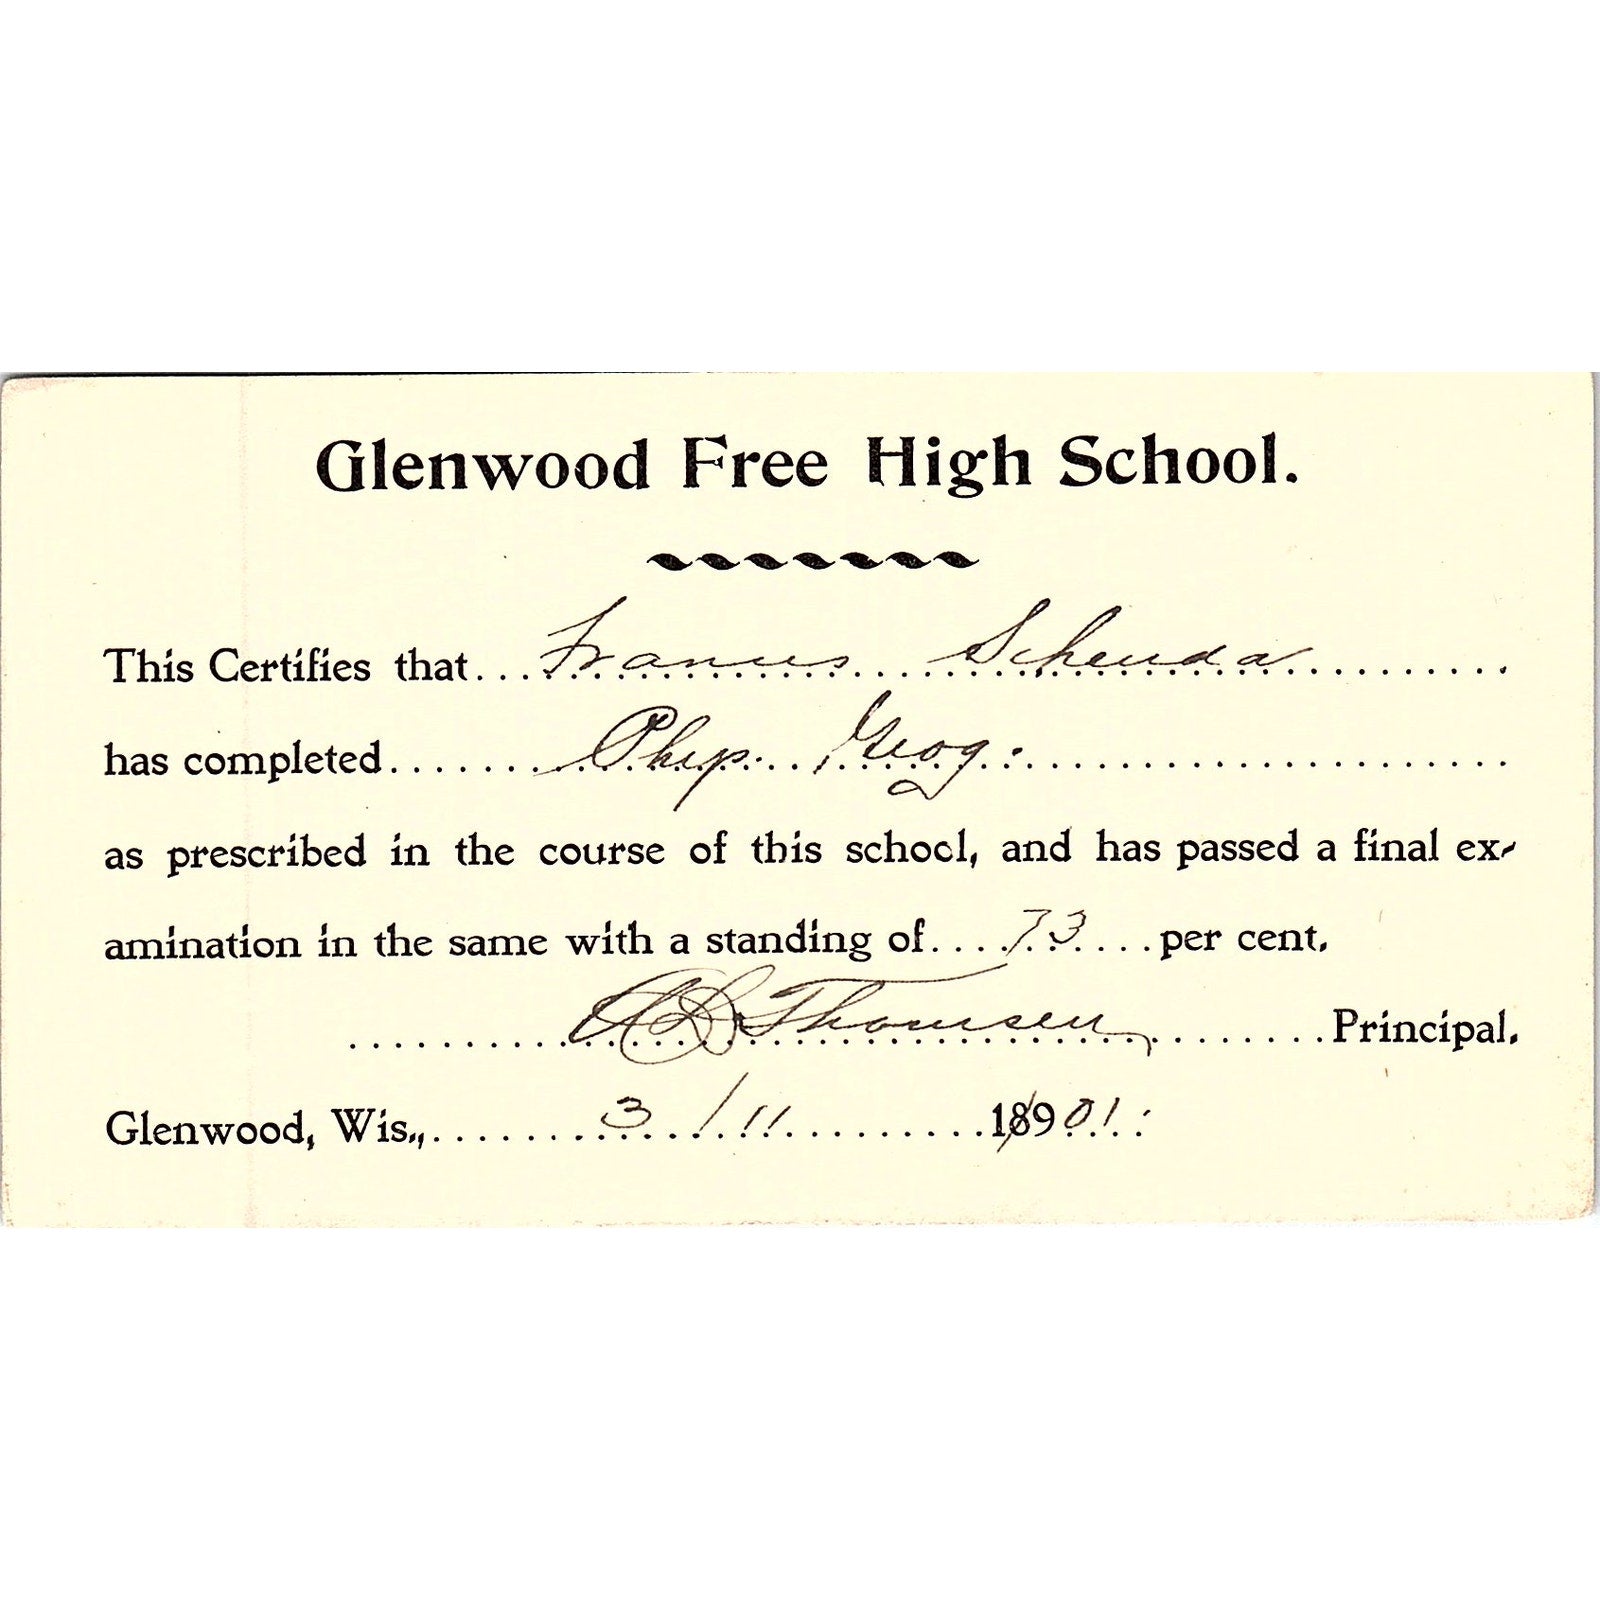 Glenwood Free High School.
This Certifies that Francis Schenda
has completed Phys. Geog.
as prescribed in the course of this school, and has passed a final ex-
amination in the same with a standing of 73 per cent.
Thomsen Principal.
Glenwood, Wis., 3/11 1901